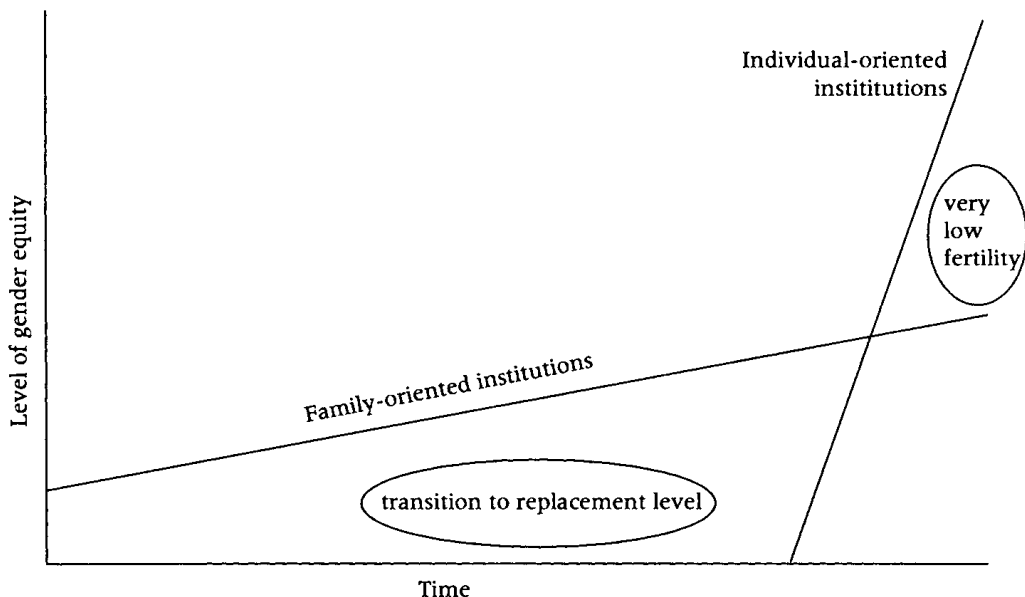 Individual-oriented
instititutions
very
low
fertility
Level of gender equity
Family-oriented institutions
transition to replacement level
Time